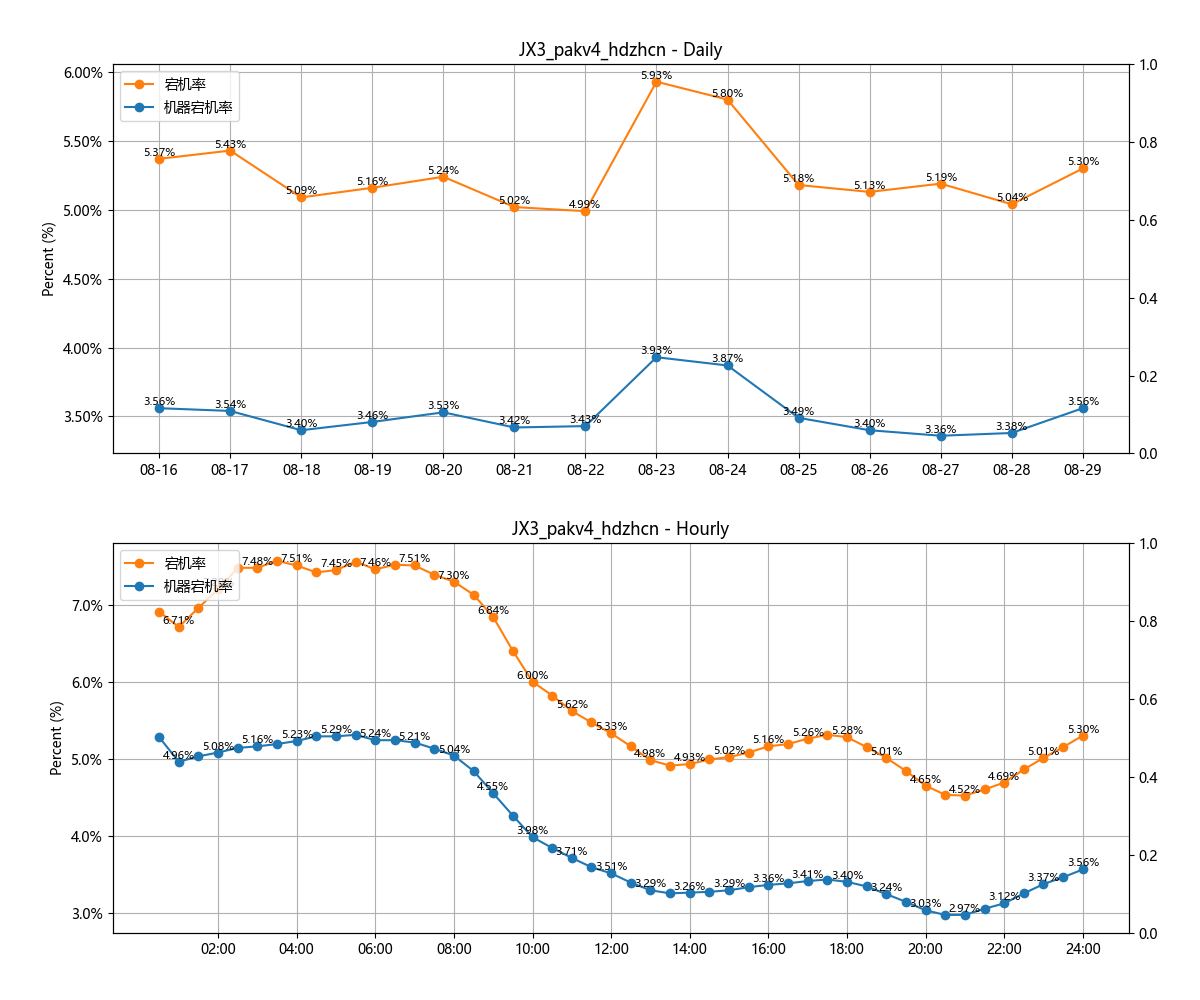 JX3_pakv4_hdzhcn - Daily
宕机率
机器宕机率
Percent (%)
6.00%
5.50%
5.00%
4.50%
4.00%
3.50%
1.0
0.8
0.6
0.4
0.2
0.0
5.37% 5.43% 5.09% 5.16% 5.24% 5.02% 4.99% 5.93% 5.80% 5.18% 5.13% 5.19% 5.04% 5.30%
3.56% 3.54% 3.40% 3.46% 3.53% 3.42% 3.43% 3.93% 3.87% 3.49% 3.40% 3.36% 3.38% 3.56%
08-16 08-17 08-18 08-19 08-20 08-21 08-22 08-23 08-24 08-25 08-26 08-27 08-28 08-29
JX3_pakv4_hdzhcn - Hourly
宕机率
机器宕机率
Percent (%)
7.0%
6.0%
5.0%
4.0%
3.0%
1.0
0.8
0.6
0.4
0.2
0.0
6.71% 7.48% 7.51% 7.45% 7.46% 7.51% 7.30% 6.84% 6.00% 5.62% 5.33% 4.98% 4.93% 5.02% 5.16% 5.26% 5.28% 5.01% 4.65% 4.52% 4.69% 5.01% 5.30%
4.96% 5.08% 5.16% 5.23% 5.29% 5.24% 5.21% 5.04% 4.55% 3.98% 3.71% 3.51% 3.29% 3.26% 3.29% 3.36% 3.41% 3.40% 3.24% 3.03% 2.97% 3.12% 3.37% 3.56%
02:00 04:00 06:00 08:00 10:00 12:00 14:00 16:00 18:00 20:00 22:00 24:00